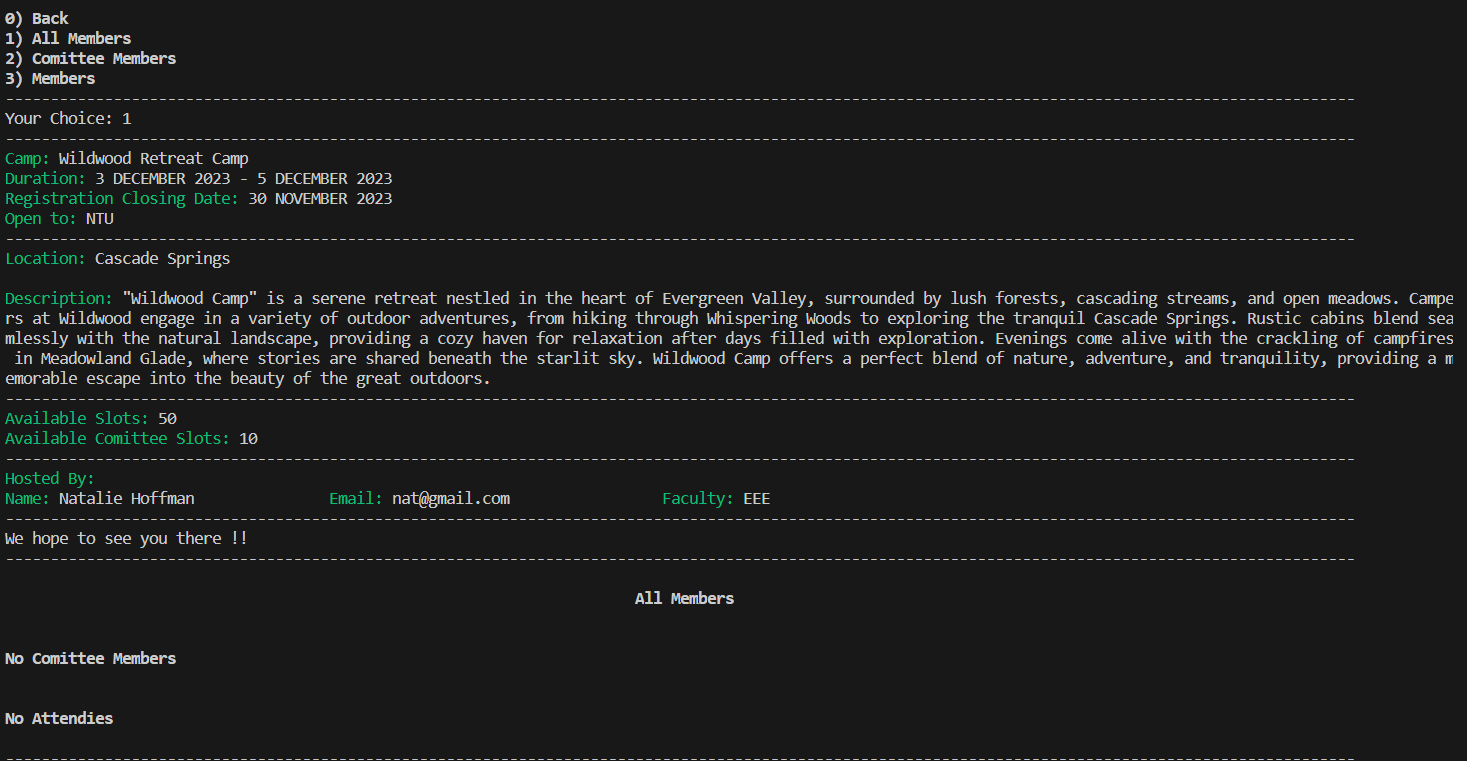 0) Back
1) All Members
2) Comittee Members
3) Members
------------------------------------------------------------------------------------------------------------------------------------------------------
Your Choice: 1
------------------------------------------------------------------------------------------------------------------------------------------------------
Camp: Wildwood Retreat Camp
Duration: 3 DECEMBER 2023 - 5 DECEMBER 2023
Registration Closing Date: 30 NOVEMBER 2023
Open to: NTU
------------------------------------------------------------------------------------------------------------------------------------------------------
Location: Cascade Springs
Description: "Wildwood Camp" is a serene retreat nestled in the heart of Evergreen Valley, surrounded by lush forests, cascading streams, and open meadows. Campe
rs at Wildwood engage in a variety of outdoor adventures, from hiking through Whispering Woods to exploring the tranquil Cascade Springs. Rustic cabins blend sea
mlessly with the natural landscape, providing a cozy haven for relaxation after days filled with exploration. Evenings come alive with the crackling of campfires
 in Meadowland Glade, where stories are shared beneath the starlit sky. Wildwood Camp offers a perfect blend of nature, adventure, and tranquility, providing a m
emorable escape into the beauty of the great outdoors.
------------------------------------------------------------------------------------------------------------------------------------------------------
Available Slots: 50
Available Comittee Slots: 10
------------------------------------------------------------------------------------------------------------------------------------------------------
Hosted By:
Name: Natalie Hoffman Email: nat@gmail.com Faculty: EEE
------------------------------------------------------------------------------------------------------------------------------------------------------
We hope to see you there !!
------------------------------------------------------------------------------------------------------------------------------------------------------
All Members
No Comittee Members
No Attendies
------------------------------------------------------------------------------------------------------------------------------------------------------